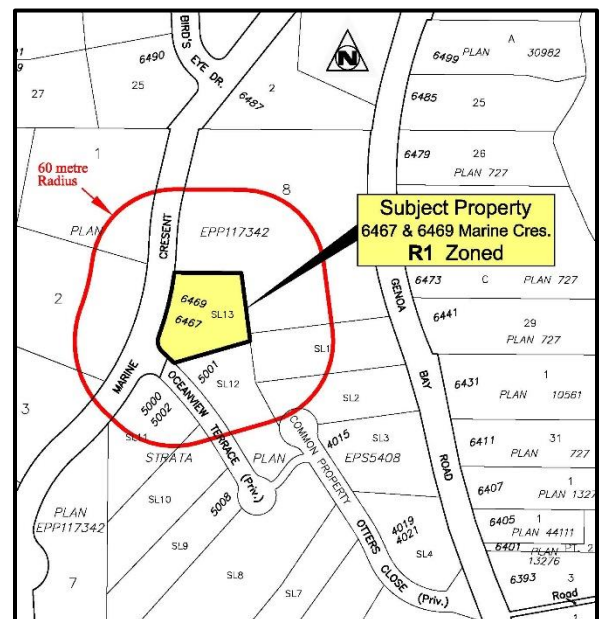 BIRD'S
EYE DR.
6490
25
27
2
6487
N
A
6499
PLAN
30982
6485
25
6479
26
PLAN 727
1
60 metre
Radius
8
PLAN
EPP117342
CRESENT
Subject Property
6467 & 6469 Marine Cres.
R1 Zoned
GENOA
6473
C
PLAN 727
6441
29
PLAN 727
2
6469
SL13
6467
MARINE
3
5001
SL12
SL1
SL2
OCEANVIEW TERRACE (Priv.)
5000
5002
SL11
STRATA
PLAN
EPS5408
COMMON PROPERTY
4015
SL3
BAY
ROAD
6431
1
PLAN
10561
6411
31
PLAN
727
6407
1
PLAN 1327
6405
1
PLAN 44111
6401
PLAN
13276
PT. 2
6393
3
Road
1
PLAN
EPP117342
7
SL10
5008
SL9
SL8
SL7
4019
4021
SL4
OTTERS CLOSE (Priv.)